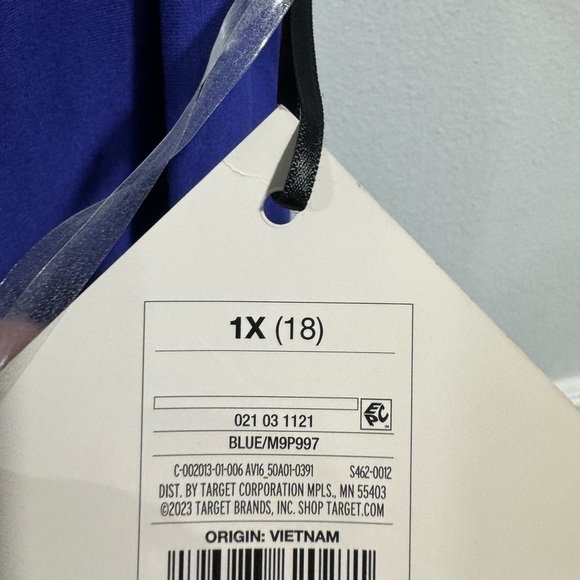 1X (18)
EPC
021 03 1121
BLUE/M9P997
C-002013-01-006 AV16_50A01-0391 S462-0012
DIST. BY TARGET CORPORATION MPLS., MN 55403
©2023 TARGET BRANDS, INC. SHOP TARGET.COM
ORIGIN: VIETNAM